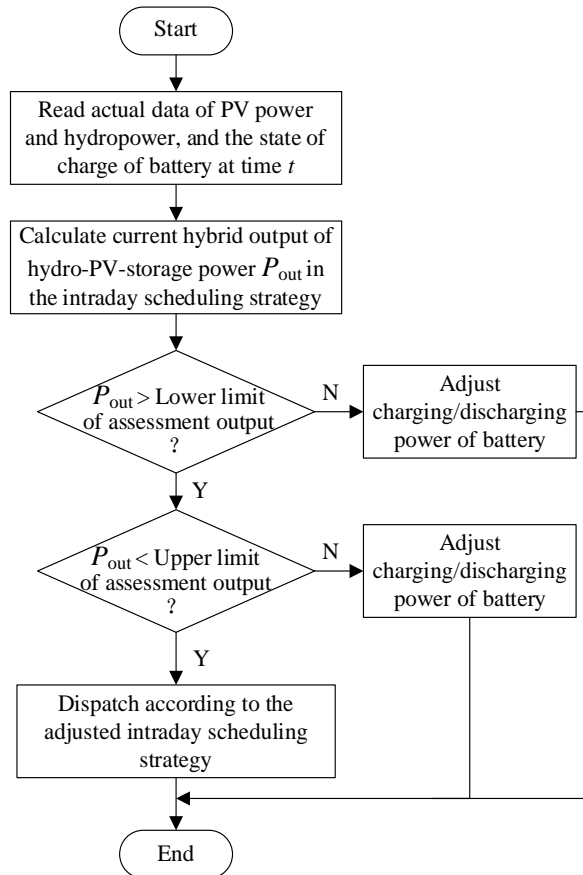 Start
Read actual data of PV power
and hydropower, and the state of
charge of battery at time t
Calculate current hybrid output of
hydro-PV-storage power Pout in
the intraday scheduling strategy
Pout > Lower limit
of assessment output
?
N
Adjust
charging/discharging
power of battery
Y
Pout < Upper limit
of assessment output
?
N
Adjust
charging/discharging
power of battery
Y
Dispatch according to the
adjusted intraday scheduling
strategy
End